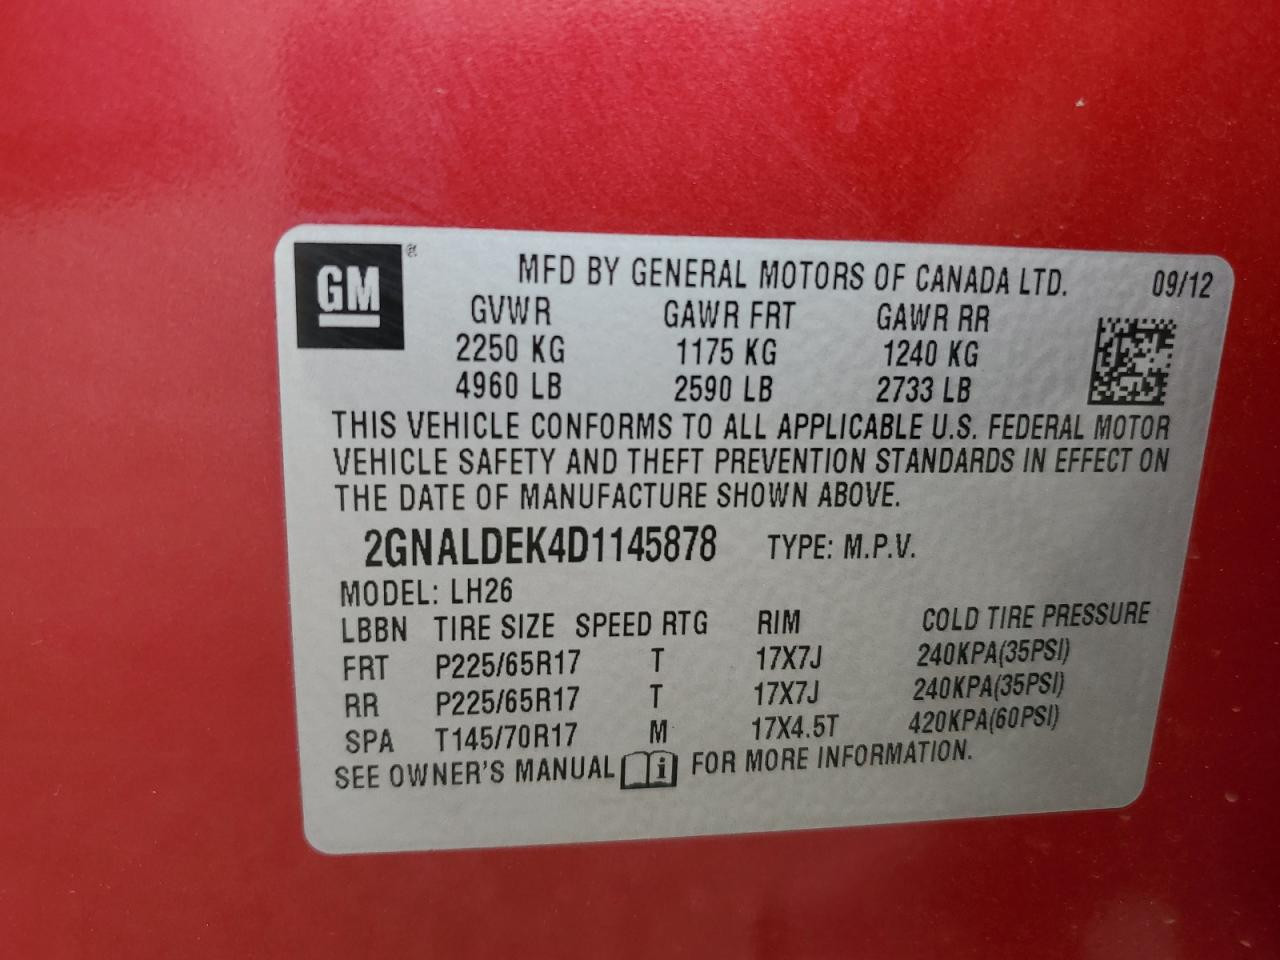 GM®
MFD BY GENERAL MOTORS OF CANADA LTD. 09/12
GVWR GAWR FRT GAWR RR
2250 KG 1175 KG 1240 KG
4960 LB 2590 LB 2733 LB
THIS VEHICLE CONFORMS TO ALL APPLICABLE U.S. FEDERAL MOTOR
VEHICLE SAFETY AND THEFT PREVENTION STANDARDS IN EFFECT ON
THE DATE OF MANUFACTURE SHOWN ABOVE.
2GNALDEK4D1145878 TYPE: M.P.V.
MODEL: LH26
LBBN TIRE SIZE SPEED RTG RIM COLD TIRE PRESSURE
FRT P225/65R17 T 17X7J 240KPA(35PSI)
RR P225/65R17 T 17X7J 240KPA(35PSI)
SPA T145/70R17 M 17X4.5T 420KPA(60PSI)
SEE OWNER'S MANUAL i FOR MORE INFORMATION.